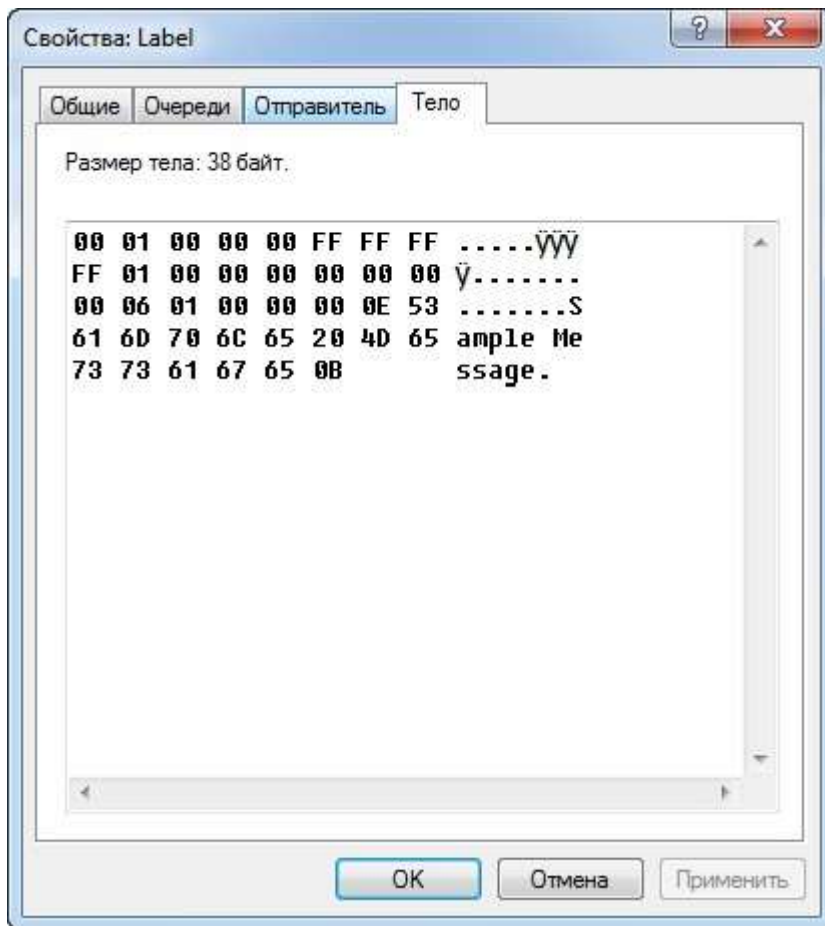 Свойства: Label
Общие Очереди Отправитель Тело
Размер тела: 38 байт.
00 01 00 00 00 FF FF FF .....ÿÿÿ
FF 01 00 00 00 00 00 00 ÿ.......
00 06 01 00 00 00 0E 53 .......S
61 6D 70 6C 65 20 4D 65 ample Me
73 73 61 67 65 0B ssage.
OK Отмена Применить